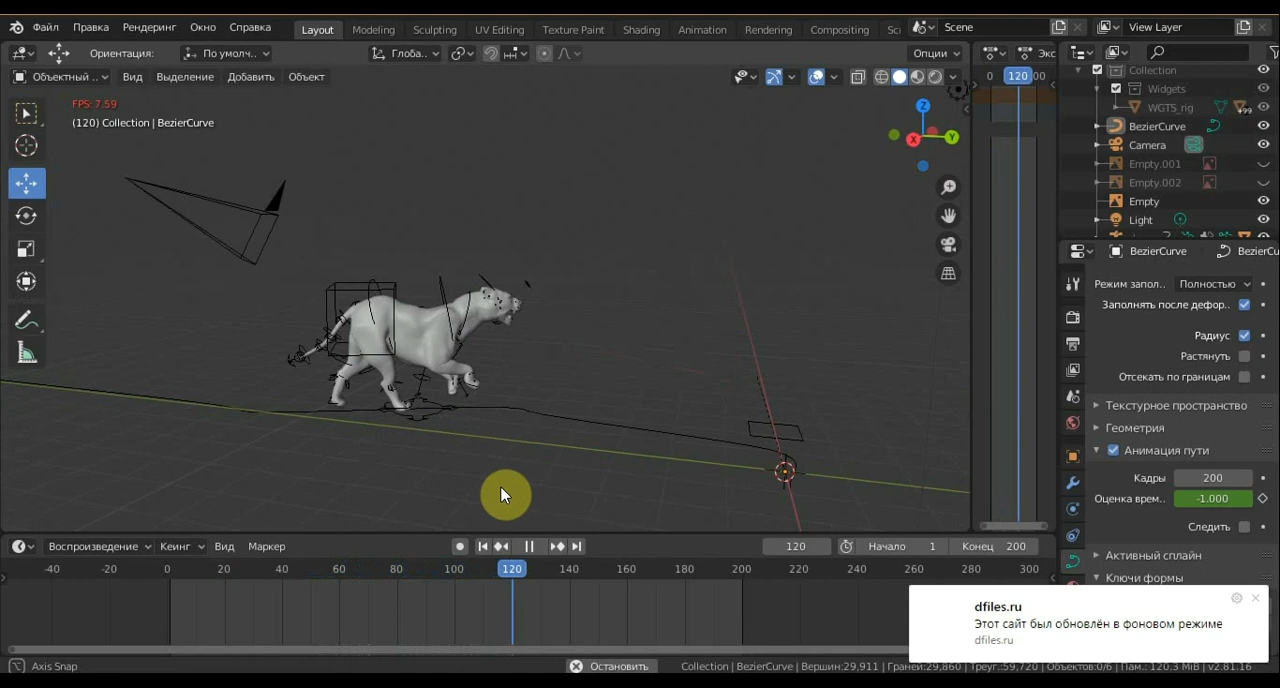 Файл Правка Рендеринг Окно Справка Layout Modeling Sculpting UV Editing Texture Paint Shading Animation Rendering Compositing Sc Scene View Layer
Ориентация: По умолч.. Глоба.. Опции Экс
Объектный .. Вид Выделение Добавить Объект 0 120 00
FPS: 7.59
(120) Collection | BezierCurve
Z
X Y
Collection
Widgets
WGTS_rig 99
BezierCurve
Camera
Empty.001
Empty.002
Empty
Light
BezierCurve BezierCu
Режим запол.. Полностью
Заполнять после дефор..
Радиус
Растянуть
Отсекать по границам
Текстурное пространство
Геометрия
Анимация пути
Кадры 200
Оценка врем.. -1.000
Следить
Активный сплайн
Ключи формы
Воспроизведение Кеинг Вид Маркер 120 Начало 1 Конец 200
-40 -20 0 20 40 60 80 100 120 140 160 180 200 220 240 260 280 300
dfiles.ru
Этот сайт был обновлён в фоновом режиме
dfiles.ru
Axis Snap Остановить Collection | BezierCurve | Вершин:29,911 | Граней:29,860 | Треуг.:59,720 | Объектов:0/6 | Пам.: 120.3 MiB | v2.81.16